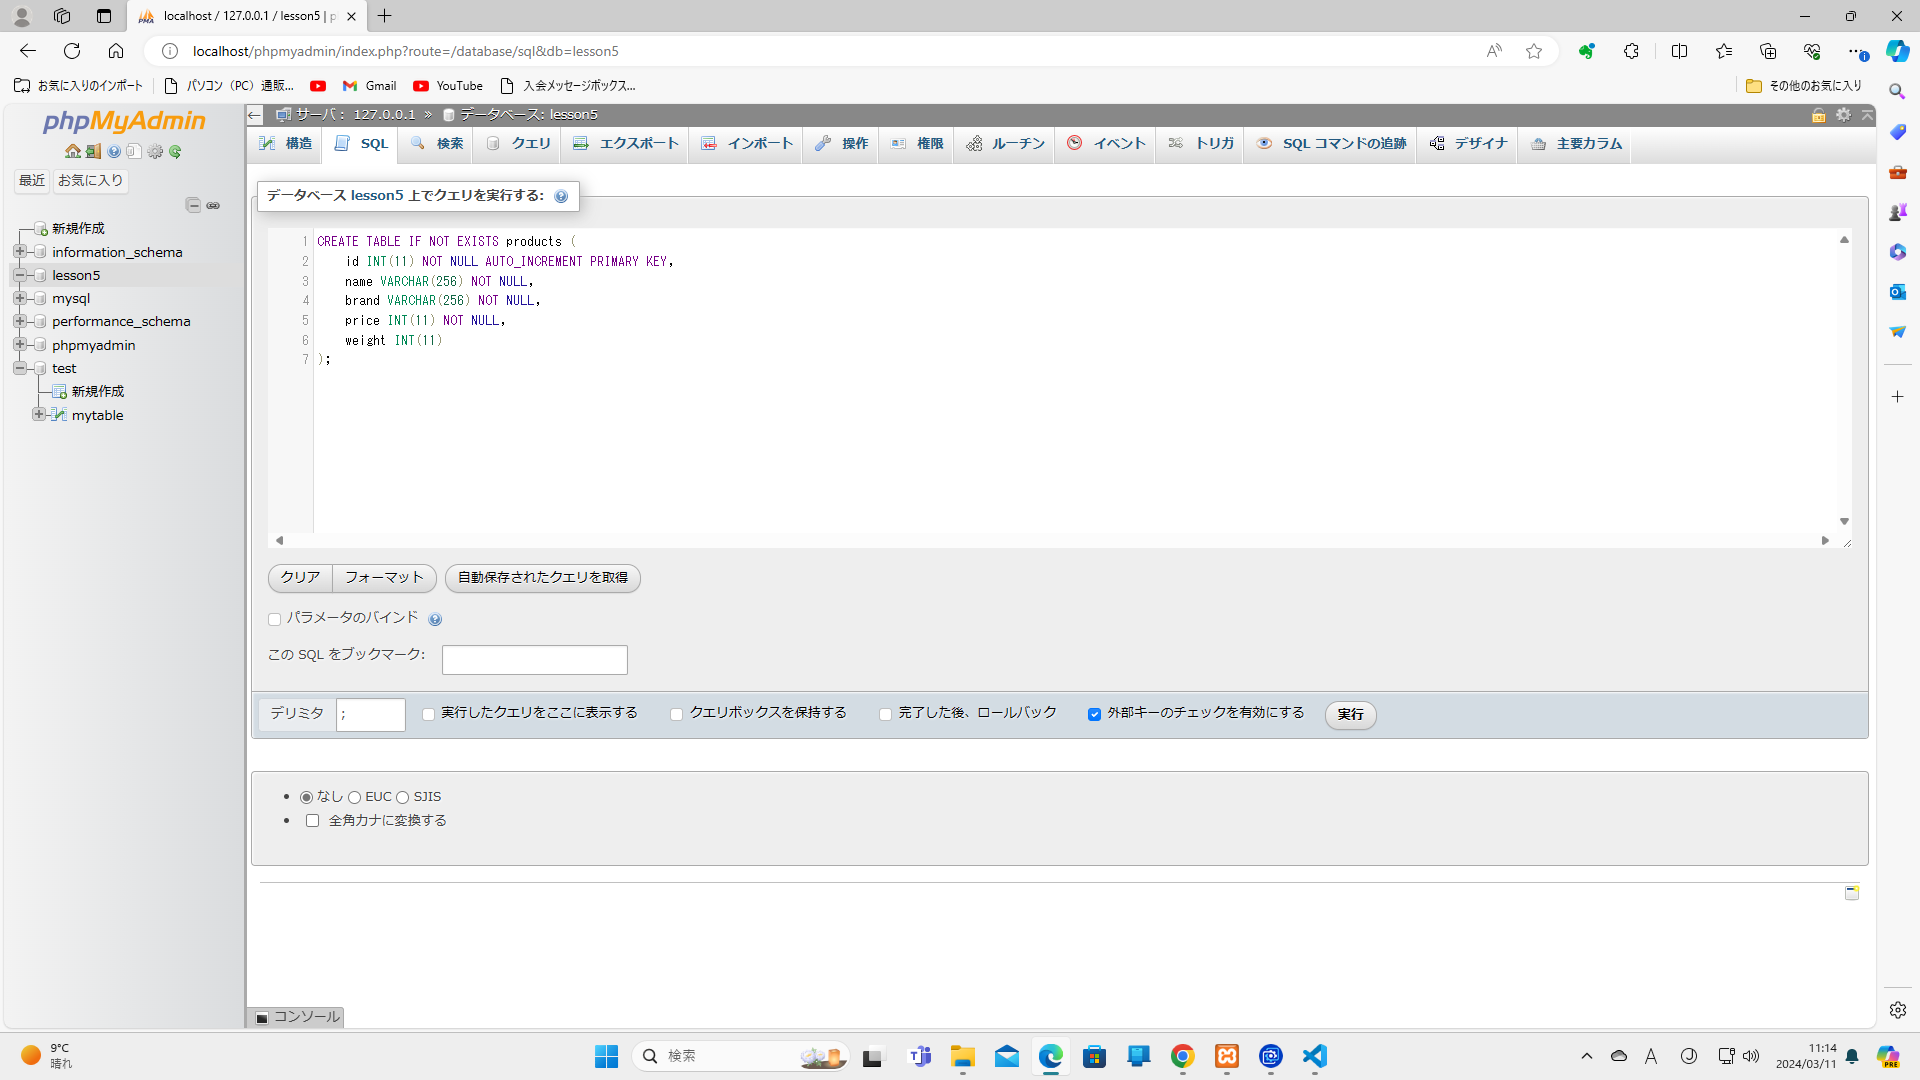 localhost / 127.0.0.1 / lesson5 | p
localhost/phpmyadmin/index.php?route=/database/sql&db=lesson5
お気に入りのインポート
パソコン（PC）通販...
Gmail
YouTube
入会メッセージボックス...
その他のお気に入り
phpMyAdmin
最近
お気に入り
新規作成
information_schema
lesson5
mysql
performance_schema
phpmyadmin
test
新規作成
mytable
サーバ： 127.0.0.1 » データベース: lesson5
構造
SQL
検索
クエリ
エクスポート
インポート
操作
権限
ルーチン
イベント
トリガ
SQL コマンドの追跡
デザイナ
主要カラム
データベース lesson5 上でクエリを実行する:
1 CREATE TABLE IF NOT EXISTS products (
2 id INT(11) NOT NULL AUTO_INCREMENT PRIMARY KEY,
3 name VARCHAR(256) NOT NULL,
4 brand VARCHAR(256) NOT NULL,
5 price INT(11) NOT NULL,
6 weight INT(11)
7 );
クリア
フォーマット
自動保存されたクエリを取得
パラメータのバインド
この SQL をブックマーク:
デリミタ ;
実行したクエリをここに表示する
クエリボックスを保持する
完了した後、ロールバック
外部キーのチェックを有効にする
実行
なし EUC SJIS
全角カナに変換する
コンソール
9°C
晴れ
検索
A
11:14
2024/03/11
PRE